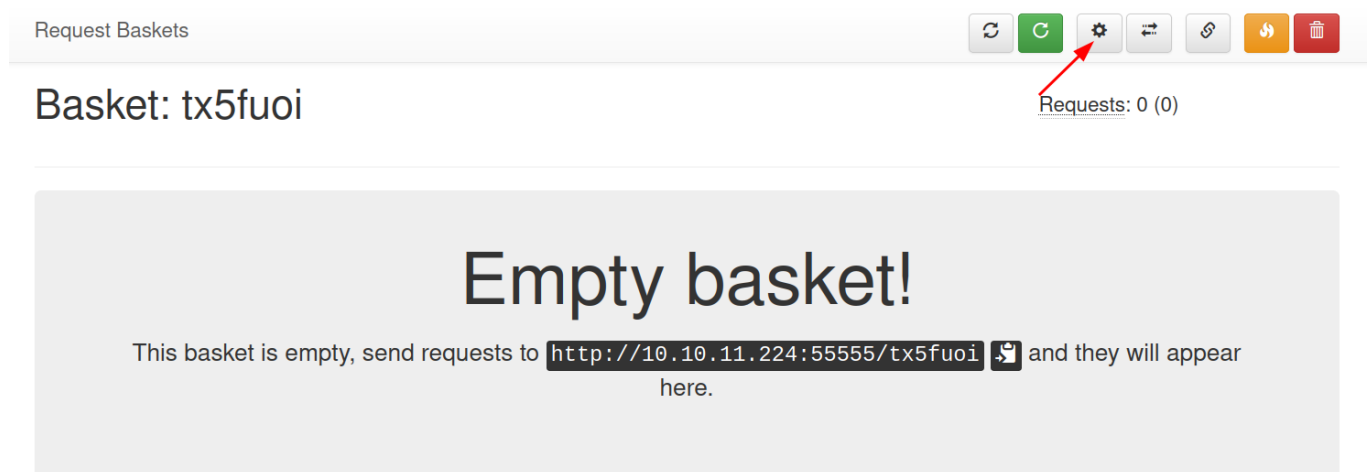 Request Baskets
Basket: tx5fuoi
Requests: 0 (0)
Empty basket!
This basket is empty, send requests to http://10.10.11.224:55555/tx5fuoi and they will appear
here.